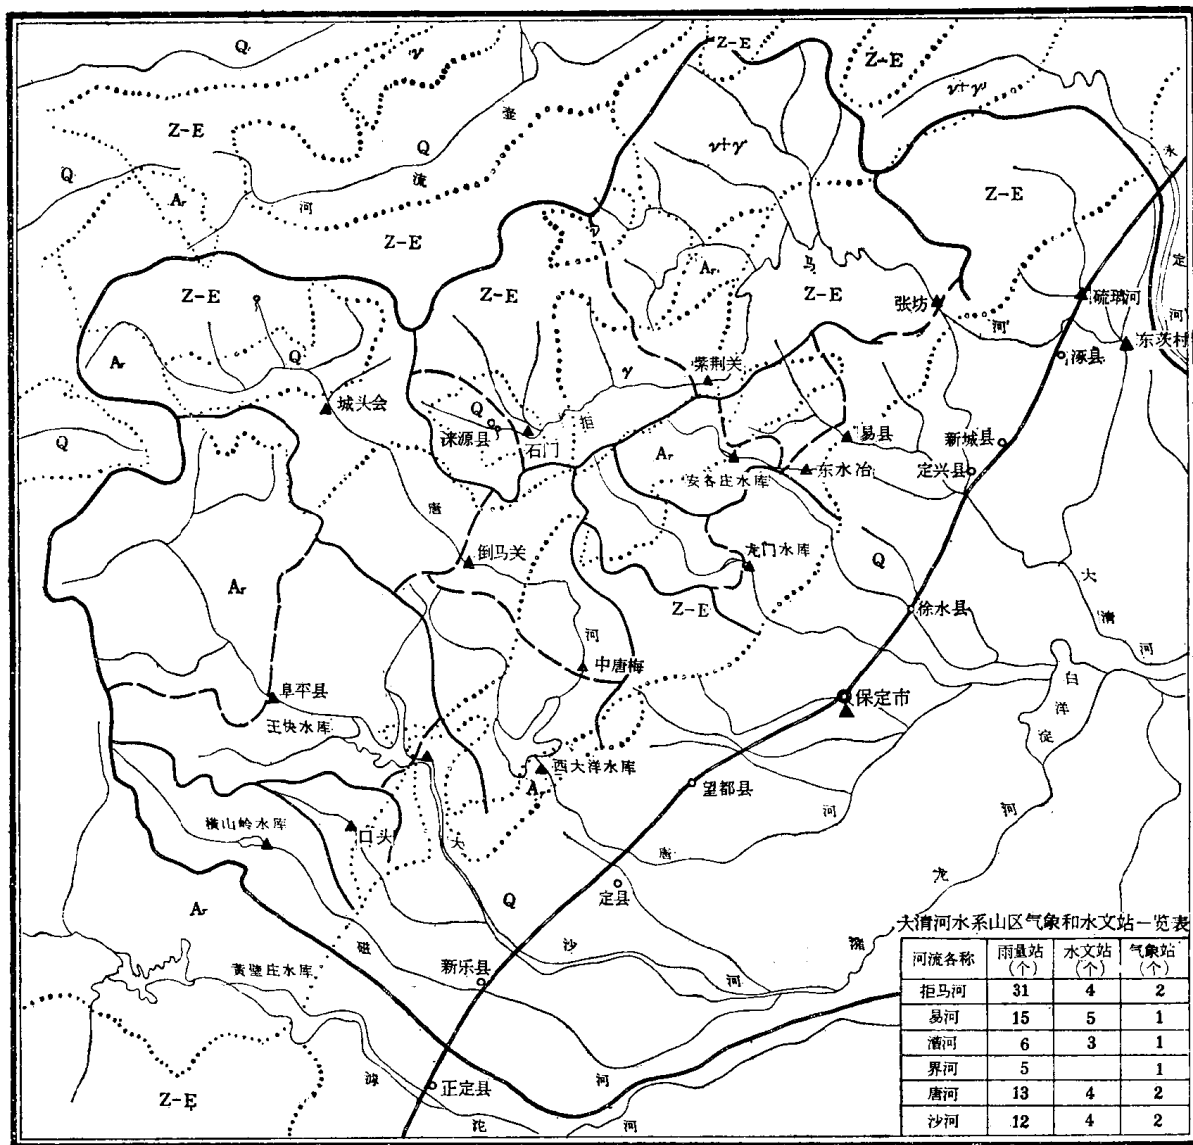 Q
γ
Z-E
Z-E
ν+γ
Z-E
釜
Q
流
河
Q
Ar
ν+γ
永
Z-E
Z-E
定
河
ν
Ar
马
Z-E
Z-E
Z-E
张坊
河
硫璃河
东茨村
涿县
Q
Ar
γ
紫荆关
城头会
Q
涞源县
石门
拒
Q
Ar
易县
新城县
安各庄水库
东水冶
定兴县
唐
倒马关
龙门水库
Q
Ar
Z-E
徐水县
大
清
河
河
中唐梅
白
洋
淀
阜平县
王快水库
保定市
西大洋水库
Ar
望都县
横山岭水库
口头
大
唐
河
河
龙
Ar
Q
定县
黄壁庄水库
磁
新乐县
沙
河
潴
滹
正定县
河
Z-E
沱
河
大清河水系山区气象和水文站一览表
河流各称 雨量站(个) 水文站(个) 气象站(个)
拒马河 31 4 2
易河 15 5 1
漕河 6 3 1
界河 5 1
唐河 13 4 2
沙河 12 4 2